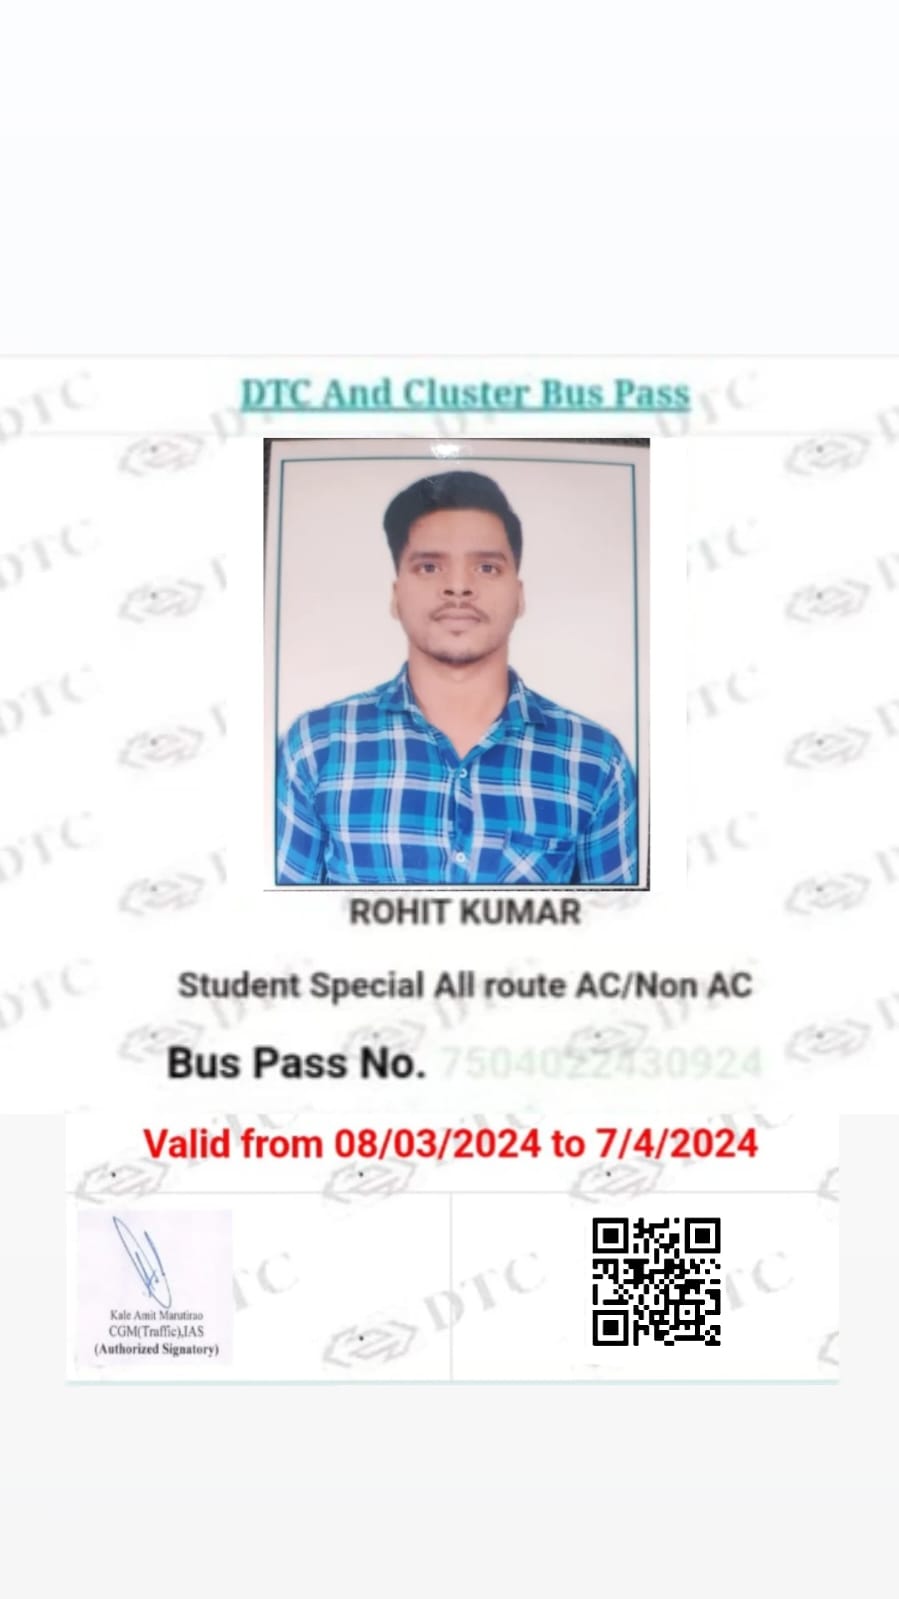 DTC And Cluster Bus Pass
ROHIT KUMAR
Student Special All route AC/Non AC
Bus Pass No. 7504022430924
Valid from 08/03/2024 to 7/4/2024
Kale Amit Marutirao
CGM(Traffic),IAS
(Authorized Signatory)
DTC